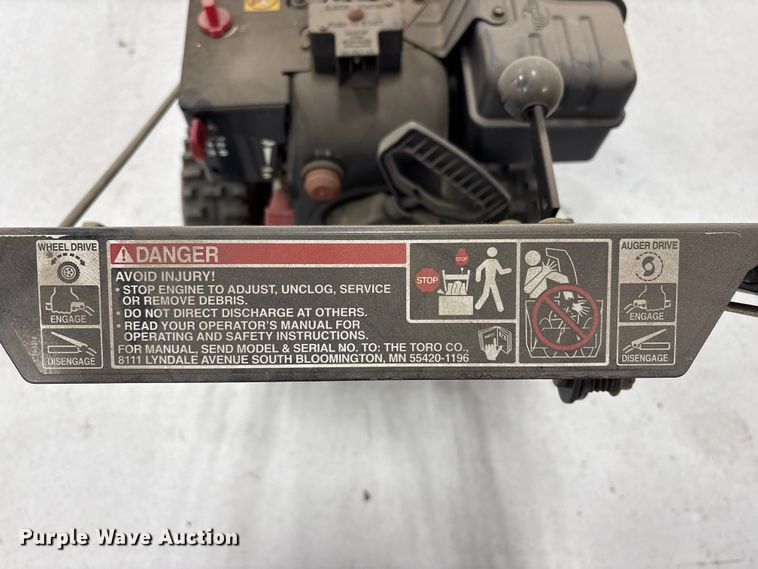 WHEEL DRIVE
ENGAGE
DISENGAGE
DANGER
AVOID INJURY!
• STOP ENGINE TO ADJUST, UNCLOG, SERVICE
OR REMOVE DEBRIS.
• DO NOT DIRECT DISCHARGE AT OTHERS.
• READ YOUR OPERATOR'S MANUAL FOR
OPERATING AND SAFETY INSTRUCTIONS.
FOR MANUAL, SEND MODEL & SERIAL NO. TO: THE TORO CO.,
8111 LYNDALE AVENUE SOUTH BLOOMINGTON, MN 55420-1196
STOP
STOP
AUGER DRIVE
ENGAGE
DISENGAGE
Purple Wave Auction